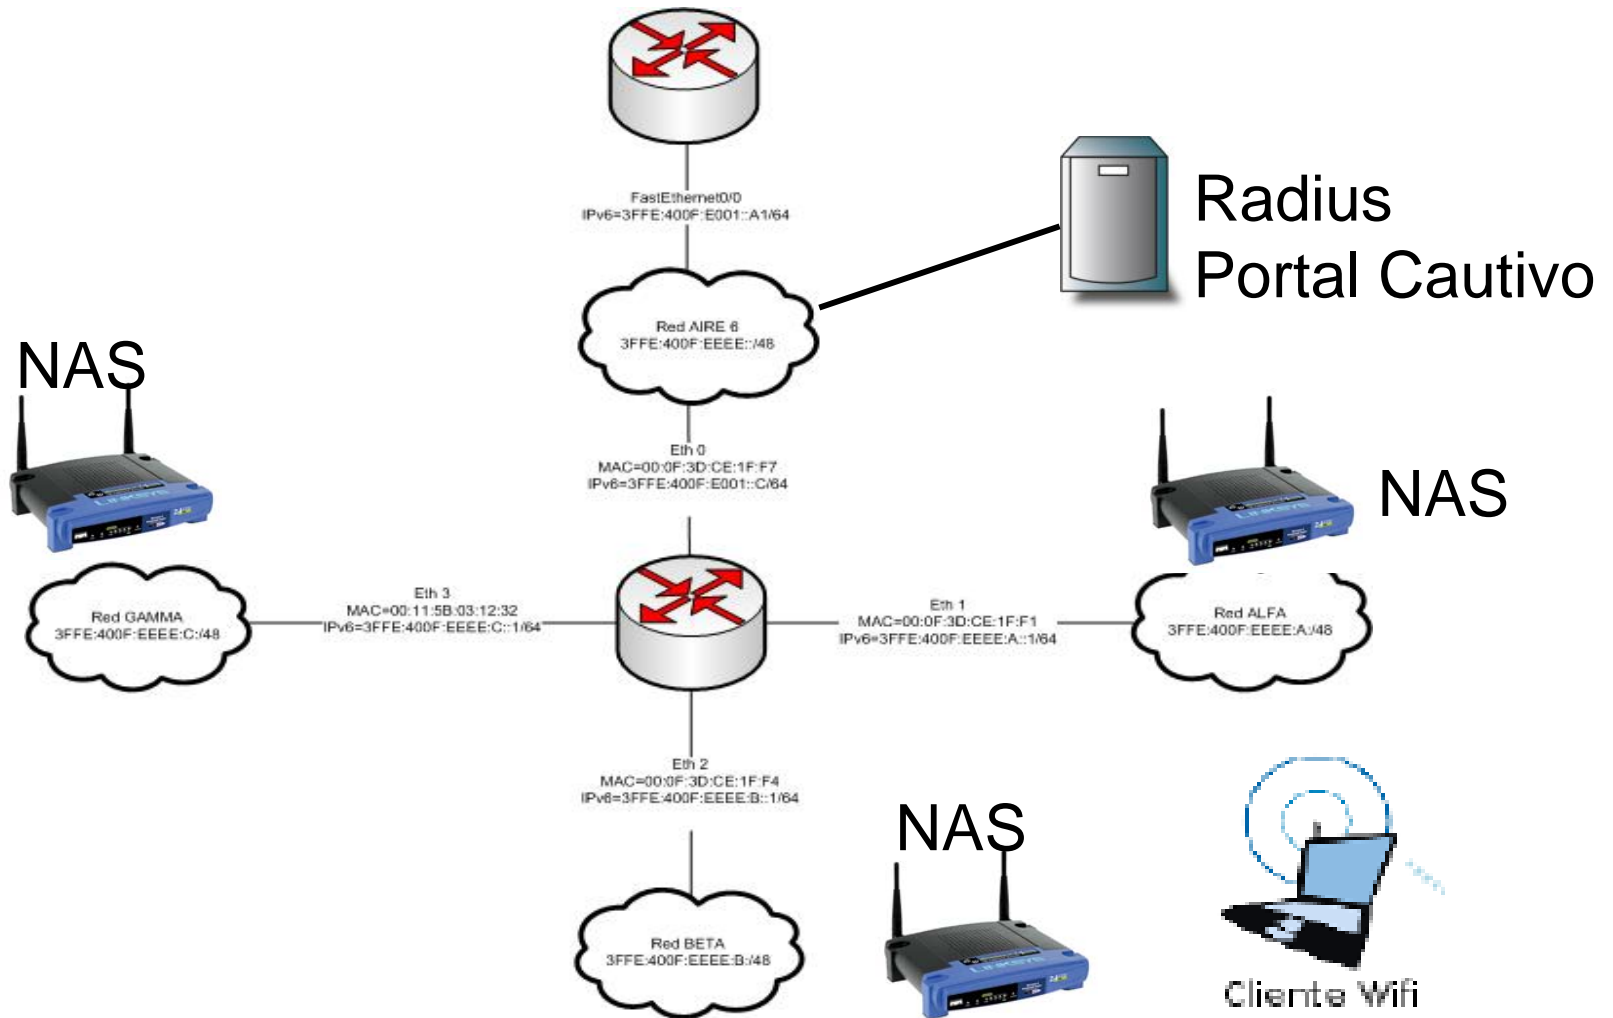 FastEthernet0/0
IPv6=3FFE:400F:E001::A1/64
Radius
Portal Cautivo
Red AIRE 6
3FFE:400F:EEEE::/48
NAS
Eth 0
MAC=00:0F:3D:CE:1F:F7
IPv6=3FFE:400F:E001::C/64
NAS
LINKSYS
LINKSYS
Eth 3
MAC=00:11:5B:03:12:32
IPv6=3FFE:400F:EEEE:C::1/64
Eth 1
MAC=00:0F:3D:CE:1F:F1
IPv6=3FFE:400F:EEEE:A::1/64
Red GAMMA
3FFE:400F:EEEE:C:/48
Red ALFA
3FFE:400F:EEEE:A:/48
Eth 2
MAC=00:0F:3D:CE:1F:F4
IPv6=3FFE:400F:EEEE:B::1/64
NAS
Red BETA
3FFE:400F:EEEE:B:/48
LINKSYS
Cliente Wifi